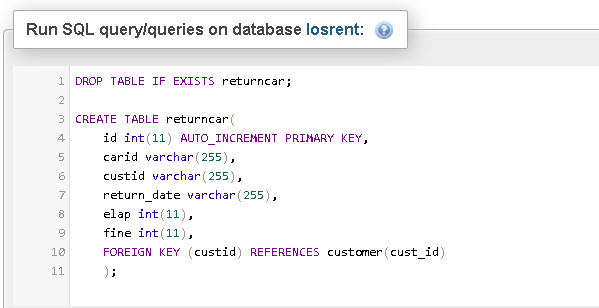 Run SQL query/queries on database losrent:
1 DROP TABLE IF EXISTS returncar;
2
3 CREATE TABLE returncar(
4 id int(11) AUTO_INCREMENT PRIMARY KEY,
5 carid varchar(255),
6 custid varchar(255),
7 return_date varchar(255),
8 elap int(11),
9 fine int(11),
10 FOREIGN KEY (custid) REFERENCES customer(cust_id)
11 );